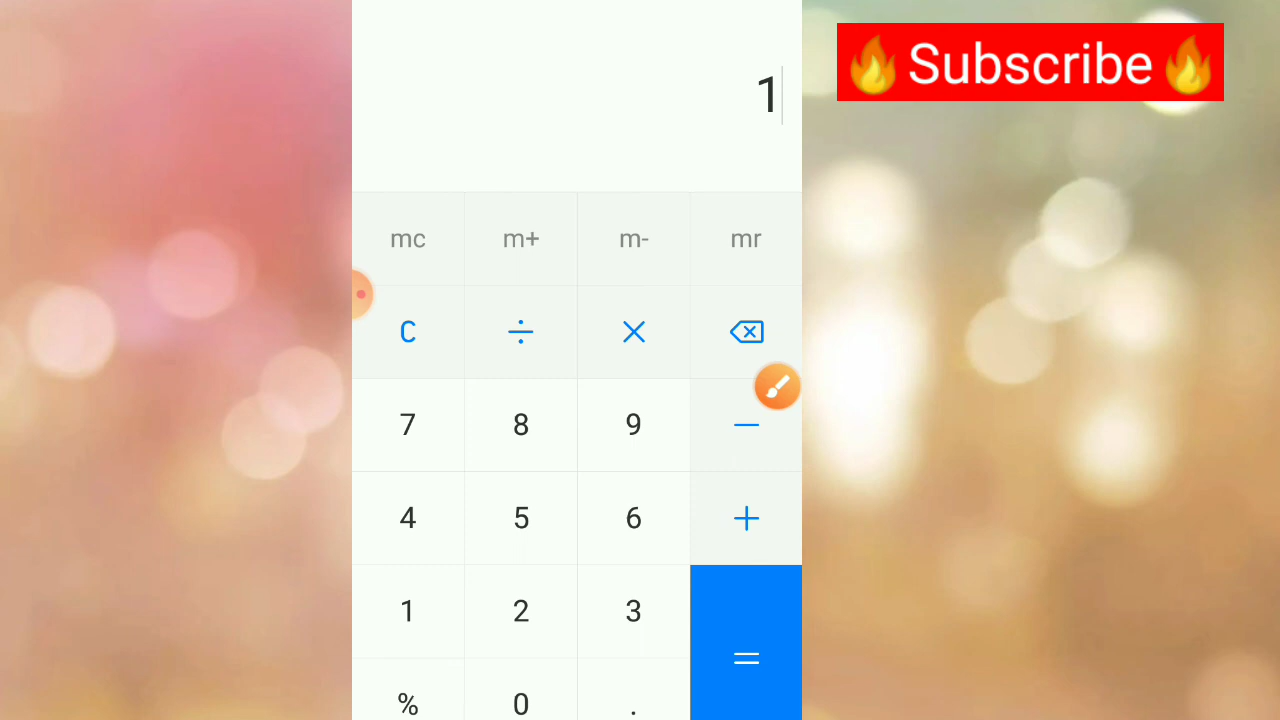 🔥Subscribe🔥
1
mc m+ m- mr
C ÷ ×
7 8 9 −
4 5 6 +
1 2 3
=
% 0 .